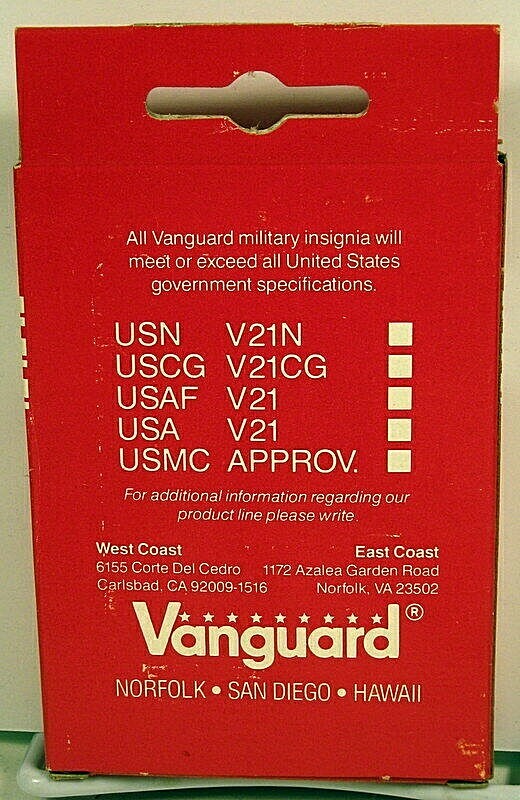 All Vanguard military insignia will
meet or exceed all United States
government specifications.
USN V21N
USCG V21CG
USAF V21
USA V21
USMC APPROV.
For additional information regarding our
product line please write.
West Coast East Coast
6155 Corte Del Cedro 1172 Azalea Garden Road
Carlsbad, CA 92009-1516 Norfolk, VA 23502
Vanguard®
NORFOLK • SAN DIEGO • HAWAII